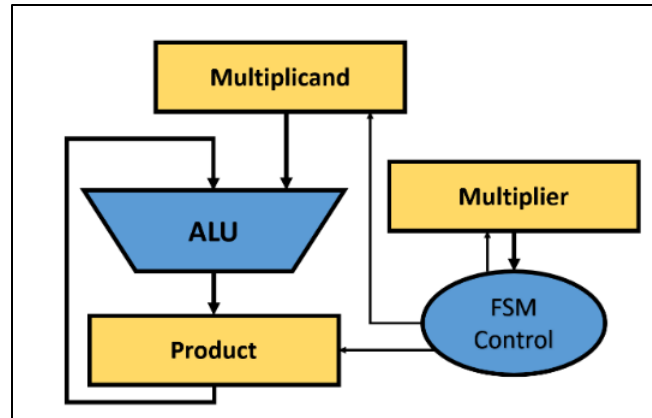 Multiplicand
Multiplier
ALU
FSM
Control
Product